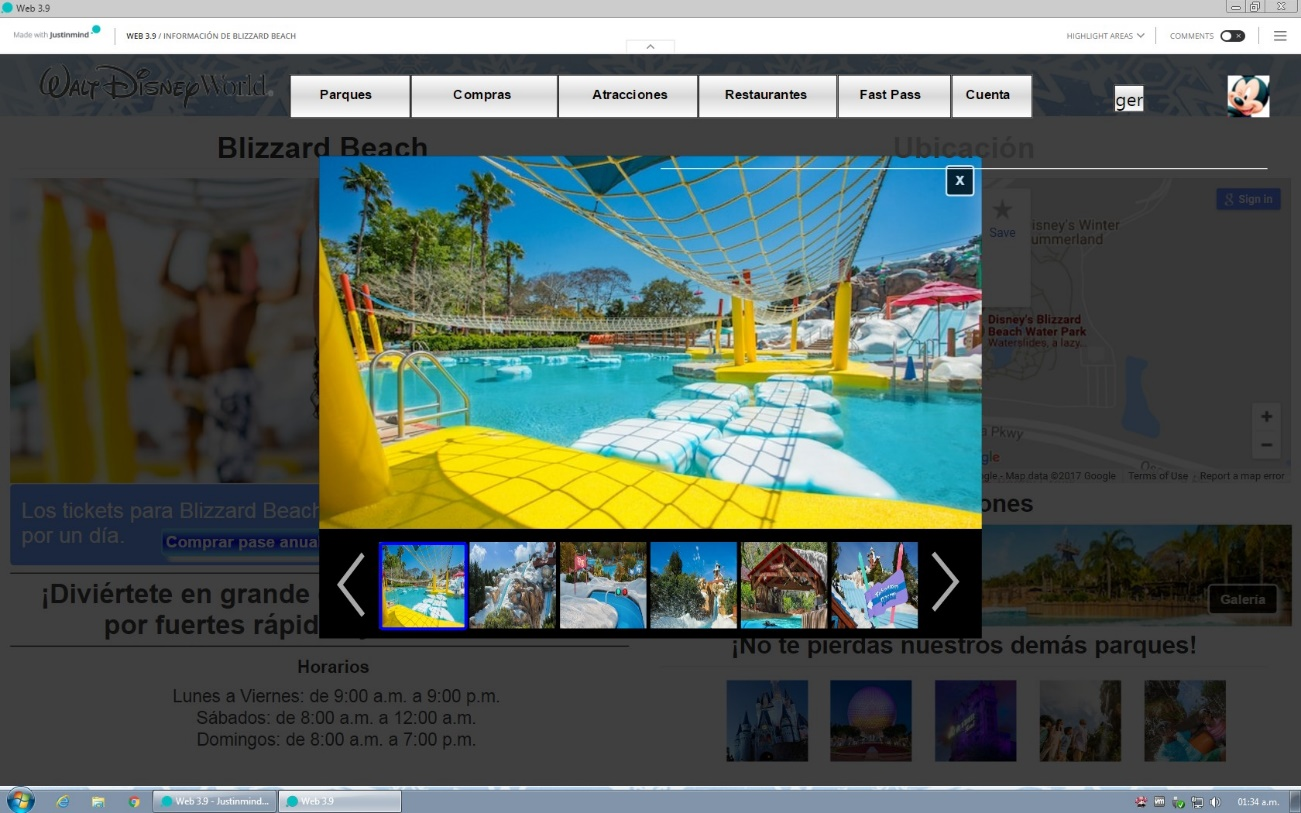 Web 3.9
Made with Justinmind
WEB 3.9 / INFORMACIÓN DE BLIZZARD BEACH
HIGHLIGHT AREAS
COMMENTS
Walt Disney World
Parques
Compras
Atracciones
Restaurantes
Fast Pass
Cuenta
ger
Blizzard Beach
Ubicación
X
Sign in
Save
isney's Winter
ummerland
Disney's Blizzard
Beach Water Park
Waterslides, a lazy...
a Pkwy
gle - Map data ©2017 Google
Terms of Use
Report a map error
Los tickets para Blizzard Beach
por un día.
Comprar pase anua
ones
Galería
¡Diviértete en grande
por fuertes rápid
¡No te pierdas nuestros demás parques!
Horarios
Lunes a Viernes: de 9:00 a.m. a 9:00 p.m.
Sábados: de 8:00 a.m. a 12:00 a.m.
Domingos: de 8:00 a.m. a 7:00 p.m.
Web 3.9 - Justinmind...
Web 3.9
01:34 a.m.